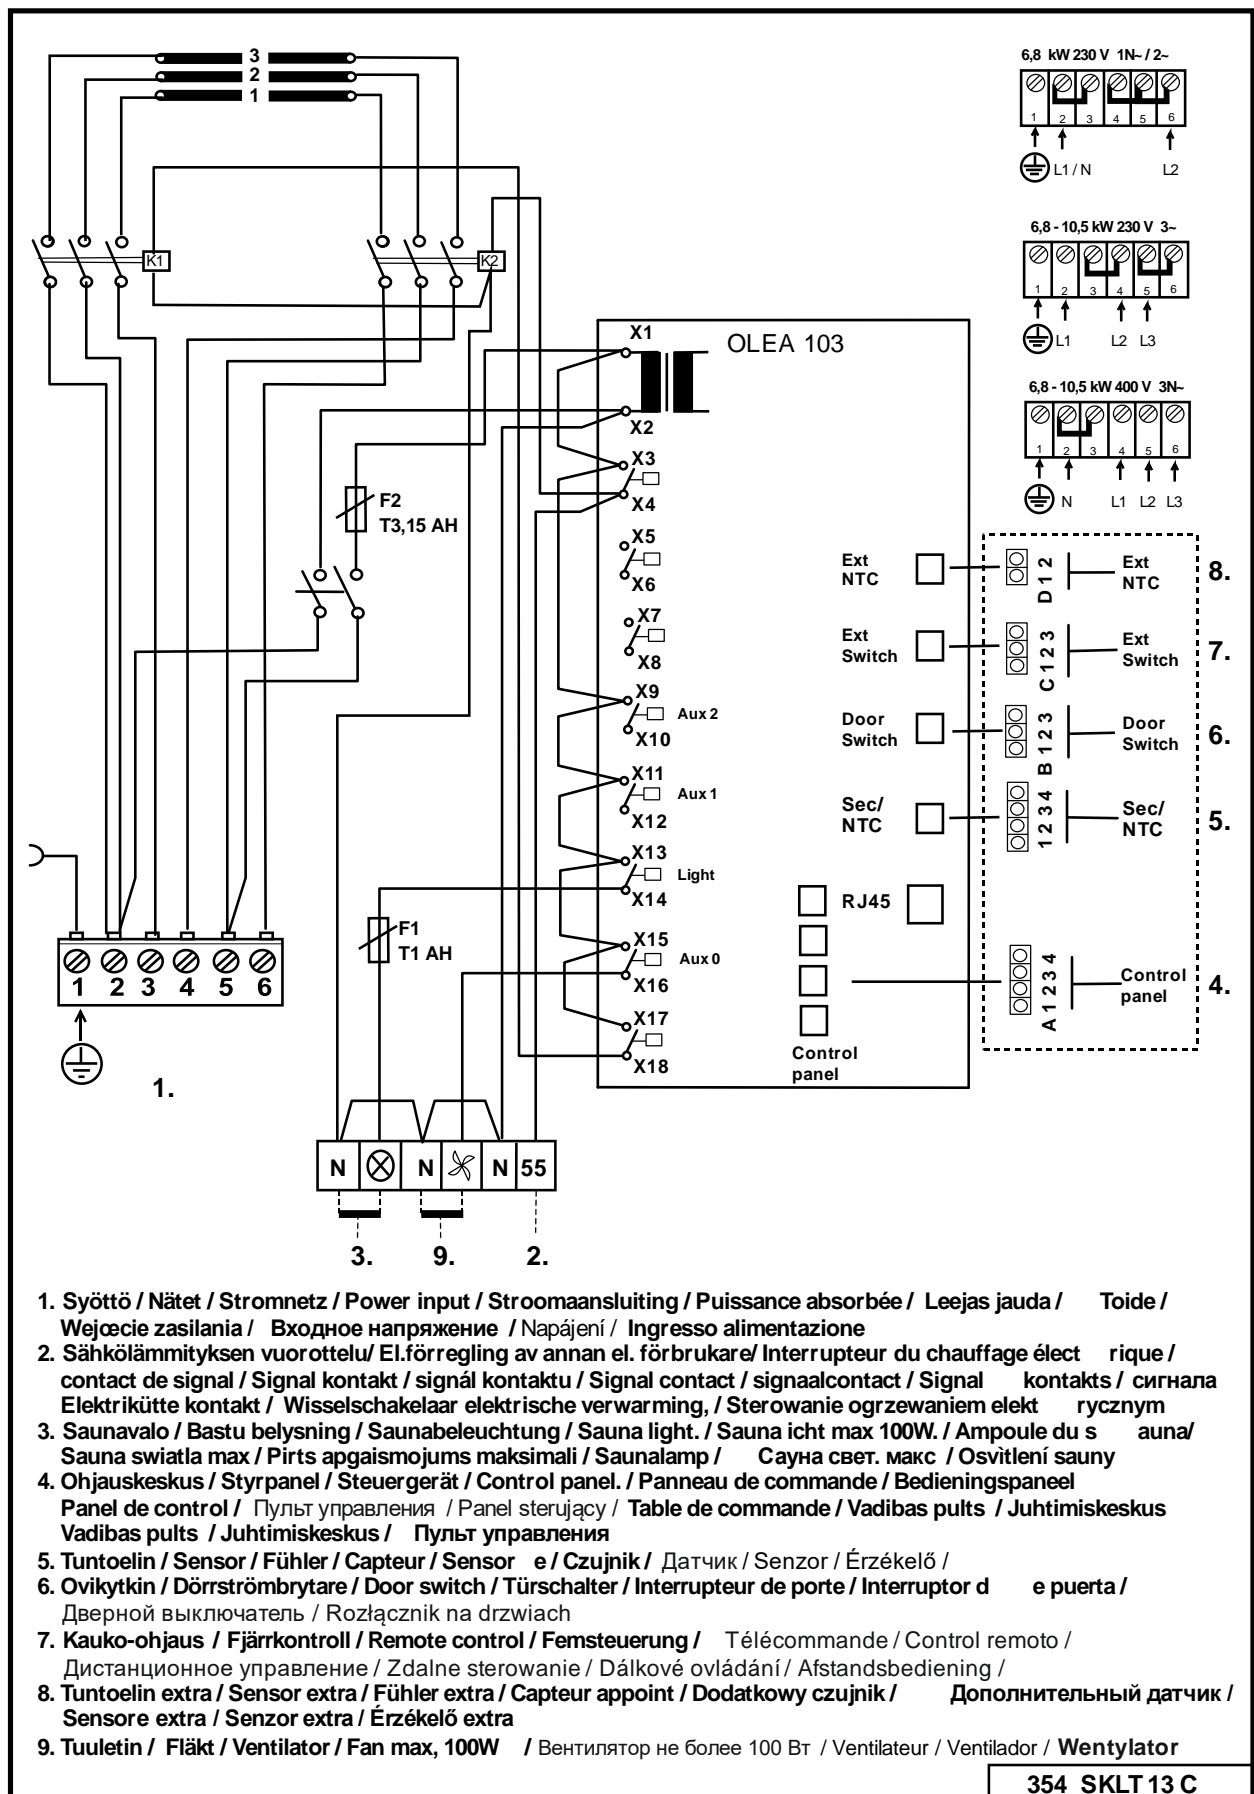 3
2
1
K1
K2
6,8 kW 230 V 1N~ / 2~
1 2 3 4 5 6
L1 / N L2
6,8 - 10,5 kW 230 V 3~
1 2 3 4 5 6
L1 L2 L3
6,8 - 10,5 kW 400 V 3N~
1 2 3 4 5 6
N L1 L2 L3
OLEA 103
X1
X2
X3
X4
X5
X6
X7
X8
X9
Aux 2
X10
X11
Aux 1
X12
X13
Light
X14
X15
Aux 0
X16
X17
X18
F2
T3,15 AH
F1
T1 AH
Ext
NTC
D 1 2
Ext
NTC
8.
Ext
Switch
C 1 2 3
Ext
Switch
7.
Door
Switch
B 1 2 3
Door
Switch
6.
Sec/
NTC
1 2 3 4
Sec/
NTC
5.
RJ45
A 1 2 3 4
Control
panel
4.
Control
panel
1 2 3 4 5 6
1.
N N N 55
3. 9. 2.
1. Syöttö / Nätet / Stromnetz / Power input / Stroomaansluiting / Puissance absorbée / Leejas jauda / Toide /
Wejœcie zasilania / Входное напряжение / Napájení / Ingresso alimentazione
2. Sähkölämmityksen vuorottelu/ El.förregling av annan el. förbrukare/ Interrupteur du chauffage élect rique /
contact de signal / Signal kontakt / signál kontaktu / Signal contact / signaalcontact / Signal kontakts / сигнала
Elektrikütte kontakt / Wisselschakelaar elektrische verwarming, / Sterowanie ogrzewaniem elekt rycznym
3. Saunavalo / Bastu belysning / Saunabeleuchtung / Sauna light. / Sauna icht max 100W. / Ampoule du s auna/
Sauna swiatla max / Pirts apgaismojums maksimali / Saunalamp / Сауна свет. макс / Osvìtlení sauny
4. Ohjauskeskus / Styrpanel / Steuergerät / Control panel. / Panneau de commande / Bedieningspaneel
Panel de control / Пульт управления / Panel sterujący / Table de commande / Vadibas pults / Juhtimiskeskus
Vadibas pults / Juhtimiskeskus / Пульт управления
5. Tuntoelin / Sensor / Fühler / Capteur / Sensor e / Czujnik / Датчик / Senzor / Érzékelő /
6. Ovikytkin / Dörrströmbrytare / Door switch / Türschalter / Interrupteur de porte / Interruptor d e puerta /
Дверной выключатель / Rozłącznik na drzwiach
7. Kauko-ohjaus / Fjärrkontroll / Remote control / Femsteuerung / Télécommande / Control remoto /
Дистанционное управление / Zdalne sterowanie / Dálkové ovládání / Afstandsbediening /
8. Tuntoelin extra / Sensor extra / Fühler extra / Capteur appoint / Dodatkowy czujnik / Дополнительный датчик /
Sensore extra / Senzor extra / Érzékelő extra
9. Tuuletin / Fläkt / Ventilator / Fan max, 100W / Вентилятор не более 100 Вт / Ventilateur / Ventilador / Wentylator
354 SKLT 13 C